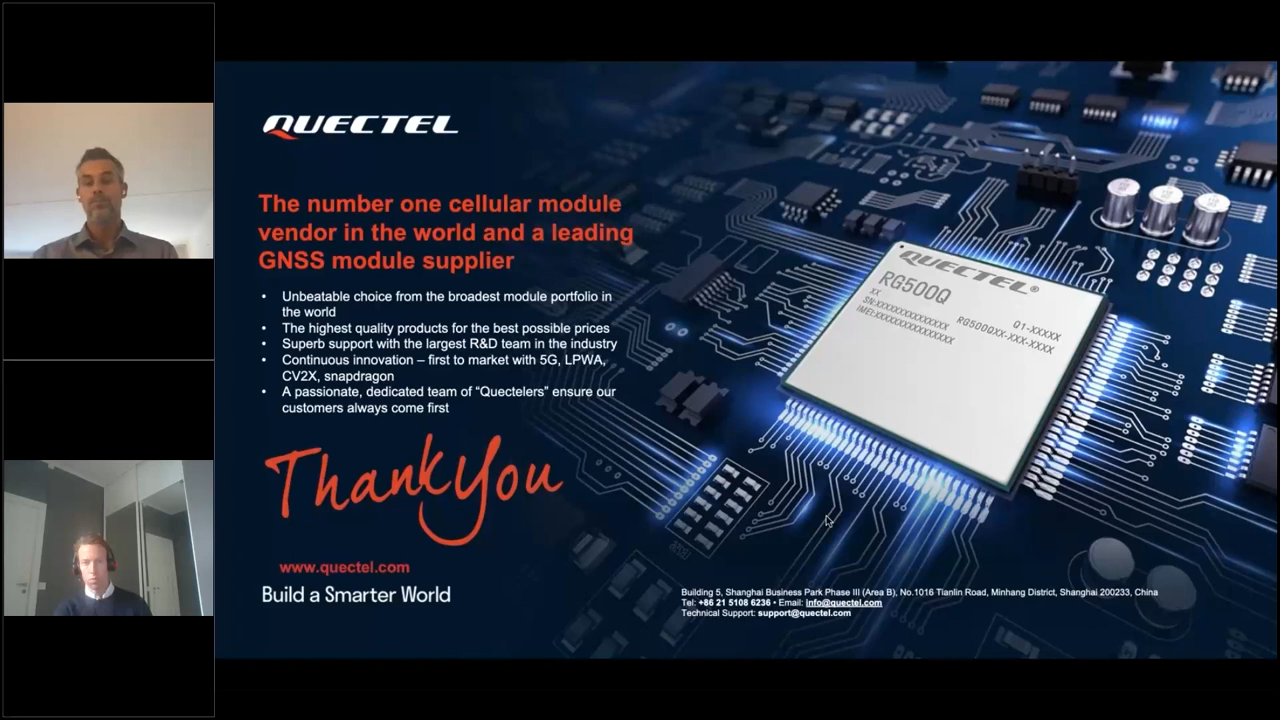 QUECTEL
The number one cellular module
vendor in the world and a leading
GNSS module supplier
• Unbeatable choice from the broadest module portfolio in
the world
• The highest quality products for the best possible prices
• Superb support with the largest R&D team in the industry
• Continuous innovation – first to market with 5G, LPWA,
CV2X, snapdragon
• A passionate, dedicated team of “Quectelers” ensure our
customers always come first
Thank You
www.quectel.com
Build a Smarter World
QUECTEL®
RG500Q
XX
Q1-XXXXX
RG500QXX-XXX-XXXX
SN:XXXXXXXXXXXXXXX
IMEI:XXXXXXXXXXXXXXX
Building 5, Shanghai Business Park Phase III (Area B), No.1016 Tianlin Road, Minhang District, Shanghai 200233, China
Tel: +86 21 5108 6236 • Email: info@quectel.com
Technical Support: support@quectel.com